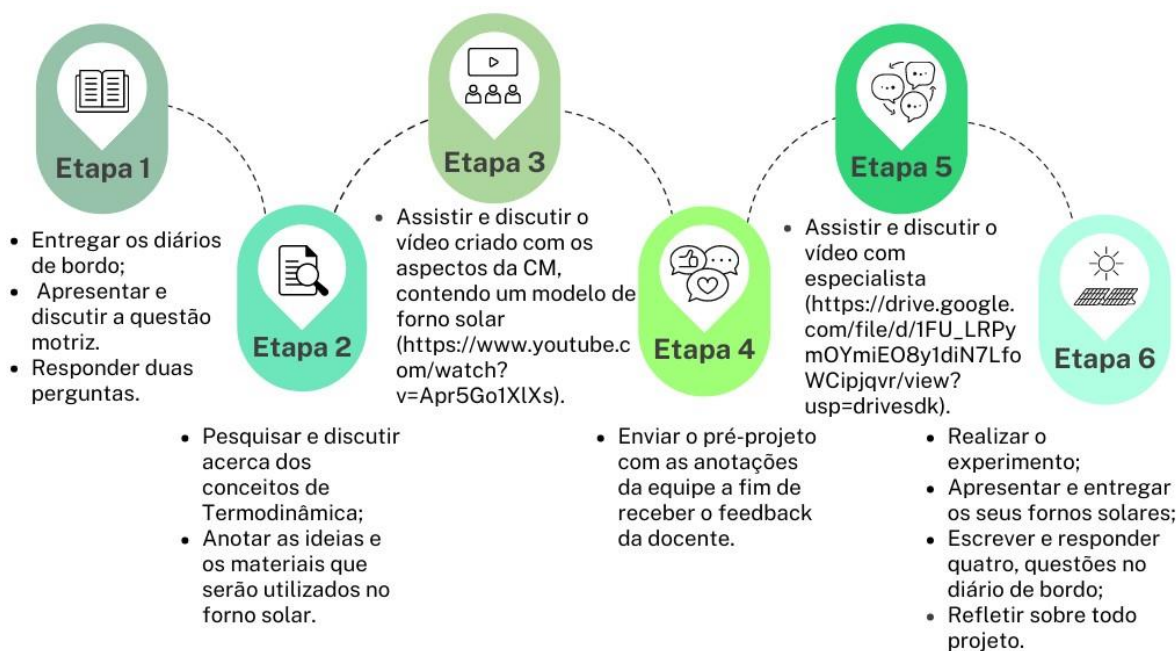 Etapa 1
• Entregar os diários
de bordo;
• Apresentar e
discutir a questão
motriz.
• Responder duas
perguntas.
Etapa 2
• Pesquisar e discutir
acerca dos
conceitos de
Termodinâmica;
• Anotar as ideias e
os materiais que
serão utilizados no
forno solar.
Etapa 3
• Assistir e discutir o
vídeo criado com os
aspectos da CM,
contendo um modelo de
forno solar
(https://www.youtube.c
om/watch?
v=Apr5Go1XlXs).
Etapa 4
• Enviar o pré-projeto
com as anotações
da equipe a fim de
receber o feedback
da docente.
Etapa 5
• Assistir e discutir o
vídeo com
especialista
(https://drive.google.
com/file/d/1FU_LRPy
mOYmiEO8y1diN7Lfo
WCipjqvr/view?
usp=drivesdk).
Etapa 6
• Realizar o
experimento;
• Apresentar e entregar
os seus fornos solares;
• Escrever e responder
quatro, questões no
diário de bordo;
• Refletir sobre todo
projeto.